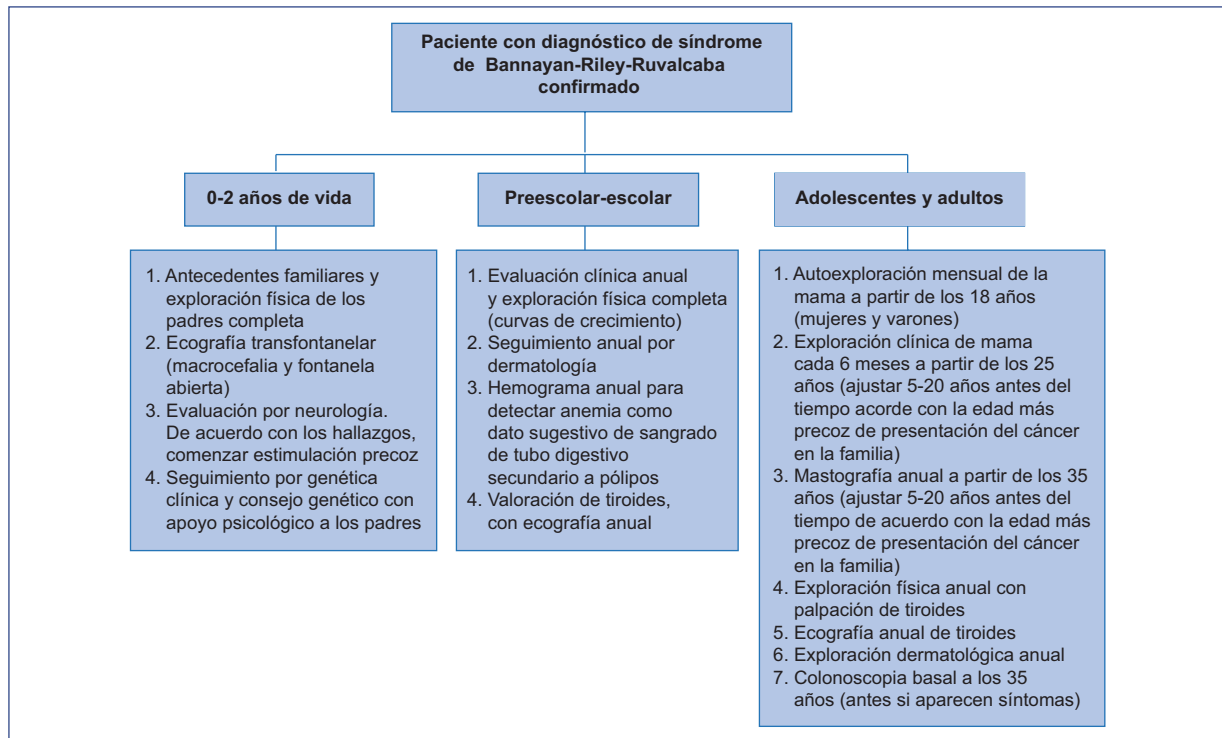 Paciente con diagnóstico de síndrome
de Bannayan-Riley-Ruvalcaba
confirmado
0-2 años de vida
1. Antecedentes familiares y
exploración física de los
padres completa
2. Ecografía transfontanelar
(macrocefalia y fontanela
abierta)
3. Evaluación por neurología.
De acuerdo con los hallazgos,
comenzar estimulación precoz
4. Seguimiento por genética
clínica y consejo genético con
apoyo psicológico a los padres
Preescolar-escolar
1. Evaluación clínica anual
y exploración física completa
(curvas de crecimiento)
2. Seguimiento anual por
dermatología
3. Hemograma anual para
detectar anemia como
dato sugestivo de sangrado
de tubo digestivo
secundario a pólipos
4. Valoración de tiroides,
con ecografía anual
Adolescentes y adultos
1. Autoexploración mensual de la
mama a partir de los 18 años
(mujeres y varones)
2. Exploración clínica de mama
cada 6 meses a partir de los 25
años (ajustar 5-20 años antes del
tiempo acorde con la edad más
precoz de presentación del cáncer
en la familia)
3. Mastografía anual a partir de los 35
años (ajustar 5-20 años antes del
tiempo de acuerdo con la edad más
precoz de presentación del cáncer
en la familia)
4. Exploración física anual con
palpación de tiroides
5. Ecografía anual de tiroides
6. Exploración dermatológica anual
7. Colonoscopia basal a los 35
años (antes si aparecen síntomas)